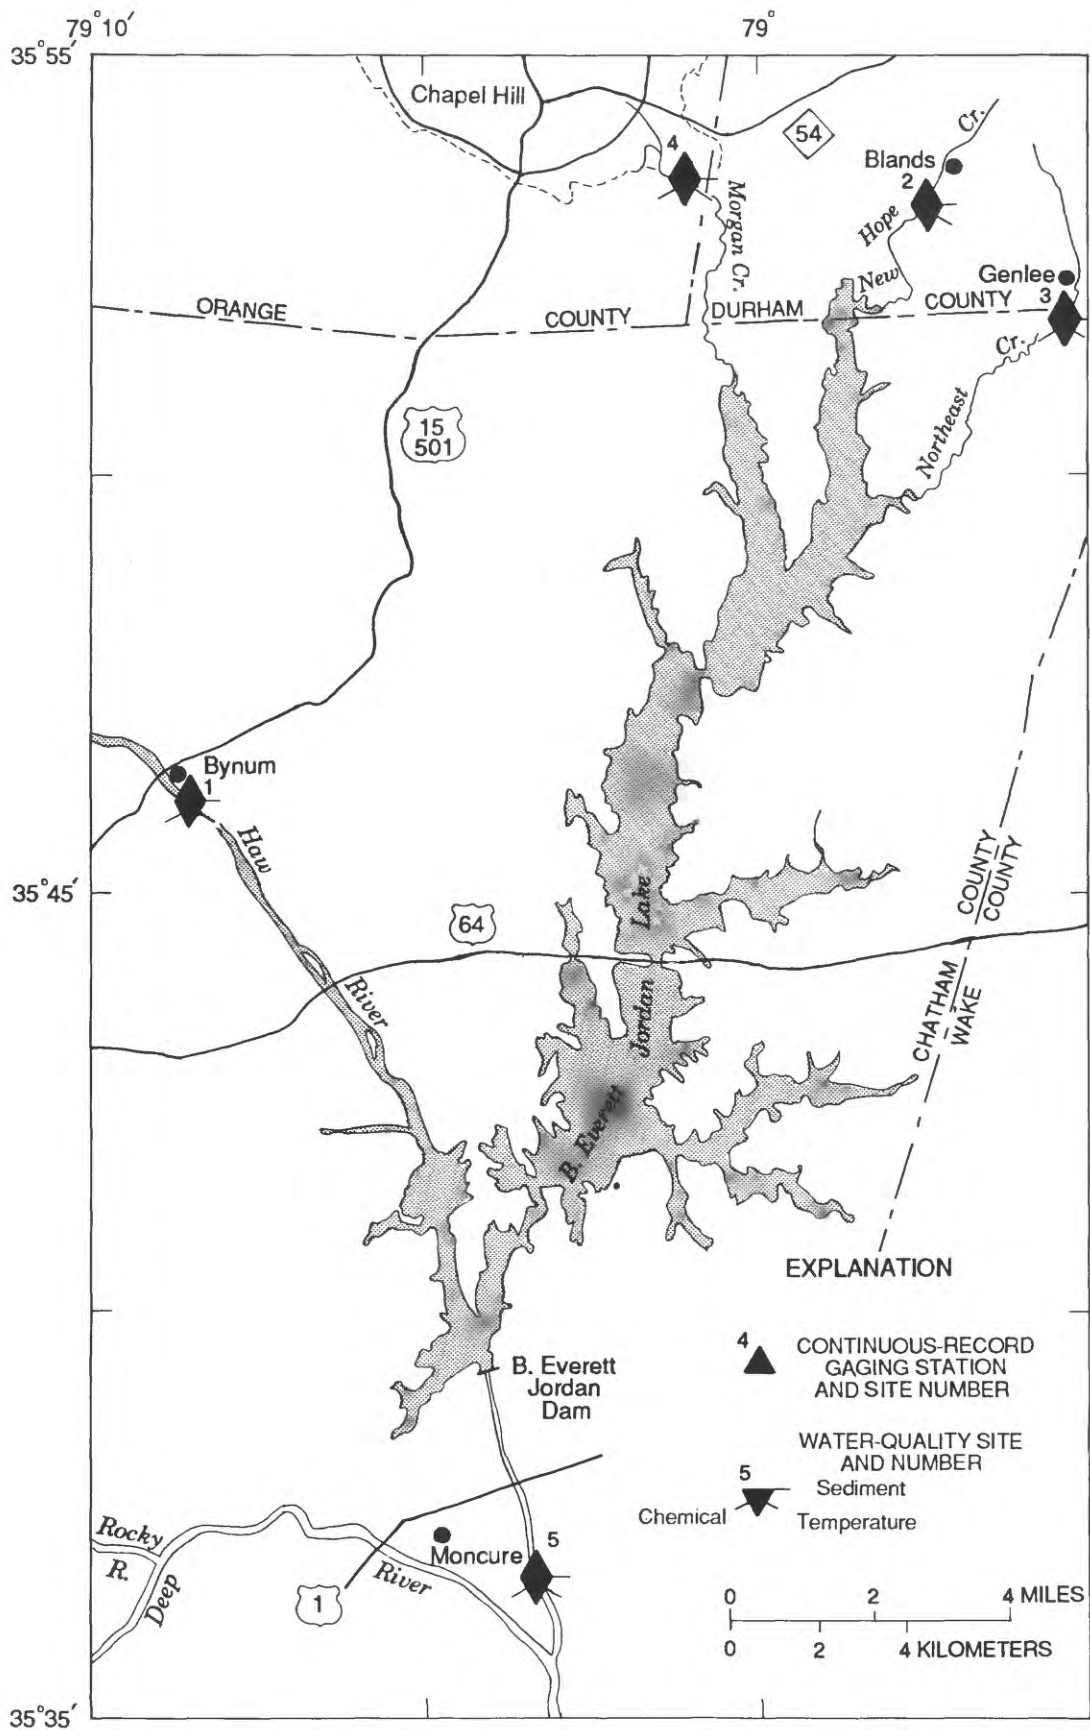 79°10′
79°
35°55′
Chapel Hill
54
Cr.
4
Blands
2
Morgan Cr.
Hope
New
Genlee
3
ORANGE
COUNTY
DURHAM
COUNTY
Cr.
15
501
Northeast
Bynum
1
Haw
River
35°45′
64
Lake
Jordan
B. Everett
COUNTY
COUNTY
CHATHAM
WAKE
EXPLANATION
4
CONTINUOUS-RECORD
GAGING STATION
AND SITE NUMBER
B. Everett
Jordan
Dam
WATER-QUALITY SITE
AND NUMBER
5
Sediment
Chemical
Temperature
Rocky
R.
Deep
River
Moncure
5
1
0 2 4 MILES
0 2 4 KILOMETERS
35°35′